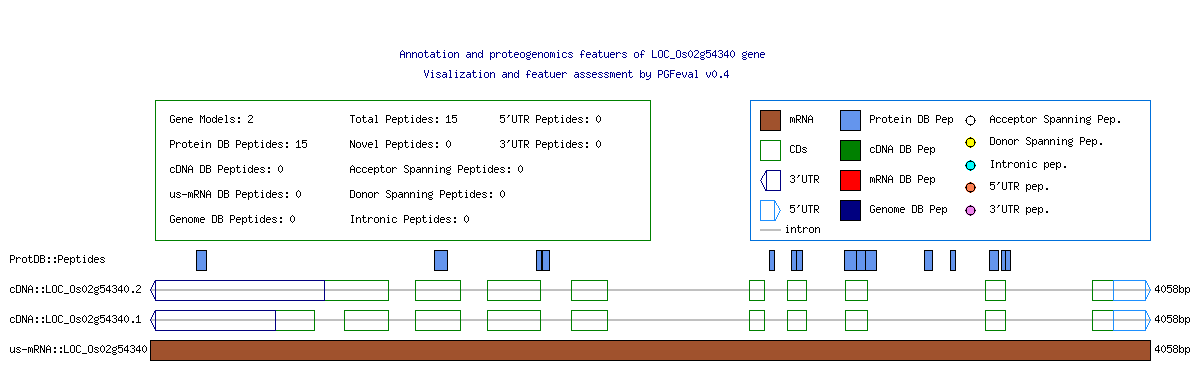 Annotation and proteogenomics featuers of LOC_Os02g54340 gene
Visalization and featuer assessment by PGFeval v0.4
Gene Models: 2 Total Peptides: 15 5'UTR Peptides: 0
Protein DB Peptides: 15 Novel Peptides: 0 3'UTR Peptides: 0
cDNA DB Peptides: 0 Acceptor Spanning Peptides: 0
us-mRNA DB Peptides: 0 Donor Spanning Peptides: 0
Genome DB Peptides: 0 Intronic Peptides: 0
mRNA Protein DB Pep Acceptor Spanning Pep.
CDs cDNA DB Pep Donor Spanning Pep.
3'UTR mRNA DB Pep Intronic pep.
5'UTR Genome DB Pep 5'UTR pep.
intron 3'UTR pep.
ProtDB::Peptides
cDNA::LOC_Os02g54340.2 4058bp
cDNA::LOC_Os02g54340.1 4058bp
us-mRNA::LOC_Os02g54340 4058bp